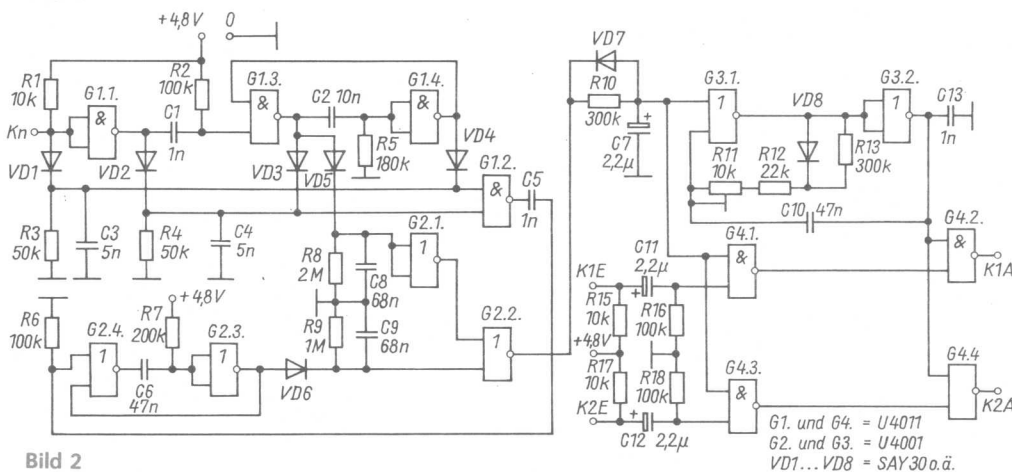 +4,8V
0
R1
10k
R2
100k
G1.1.
&
C1
1n
Kn
VD1
VD2
G1.3.
&
C2 10n
R5
180k
G1.4.
&
VD4
VD3
VD5
G1.2.
&
C5
1n
R3
50k
C3
5n
R4
50k
C4
5n
R8
2M
C8
68n
G2.1.
1
R9
1M
C9
68n
G2.2.
1
R6
100k
+4,8V
R7
200k
G2.4.
1
C6
47n
G2.3.
1
VD6
VD7
R10
300k
+
C7
2,2µ
G3.1.
1
VD8
G3.2.
1
C13
1n
R11
10k
R12
22k
R13
300k
C10
47n
G4.1.
&
G4.2.
&
K1A
K1E
C11
2,2µ
+
R15
10k
R16
100k
+4,8V
R17
10k
R18
100k
K2E
+
C12
2,2µ
G4.3.
&
G4.4
&
K2A
G1. und G4. = U4011
G2. und G3. = U4001
VD1...VD8 = SAY30 o.ä.
Bild 2